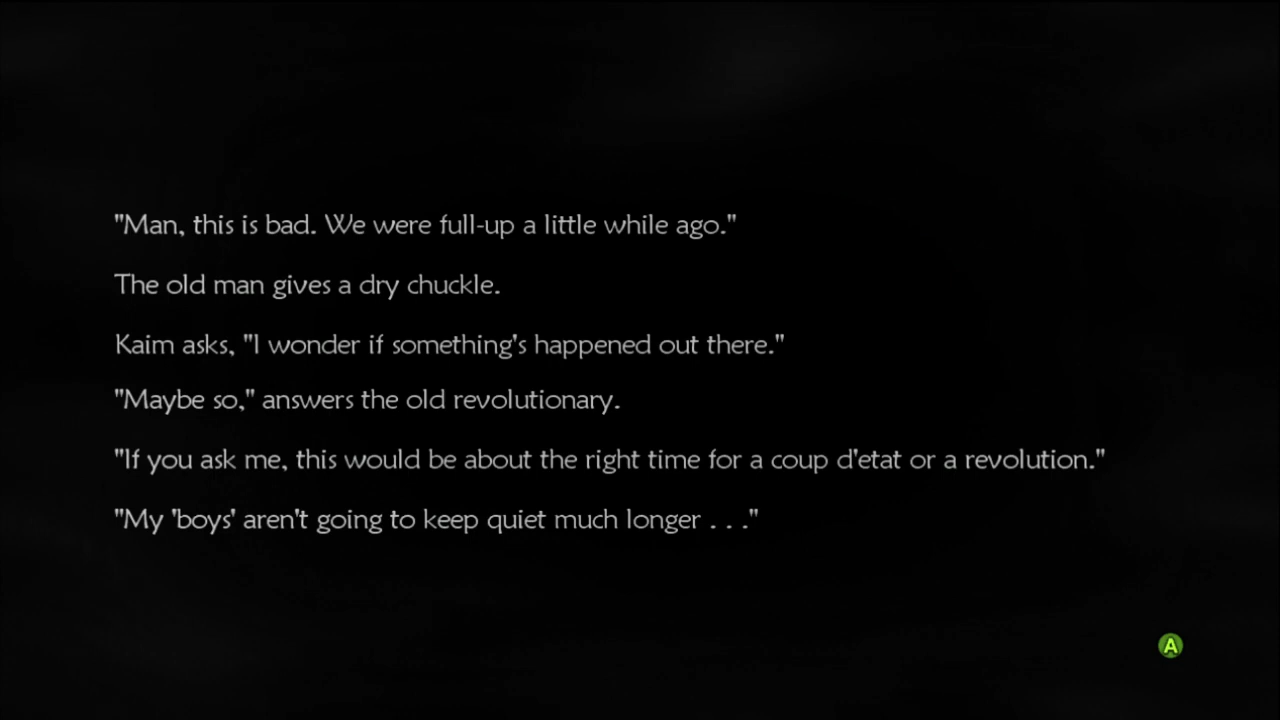 "Man, this is bad. We were full-up a little while ago."
The old man gives a dry chuckle.
Kaim asks, "I wonder if something's happened out there."
"Maybe so," answers the old revolutionary.
"If you ask me, this would be about the right time for a coup d'etat or a revolution."
"My 'boys' aren't going to keep quiet much longer . . ."
A